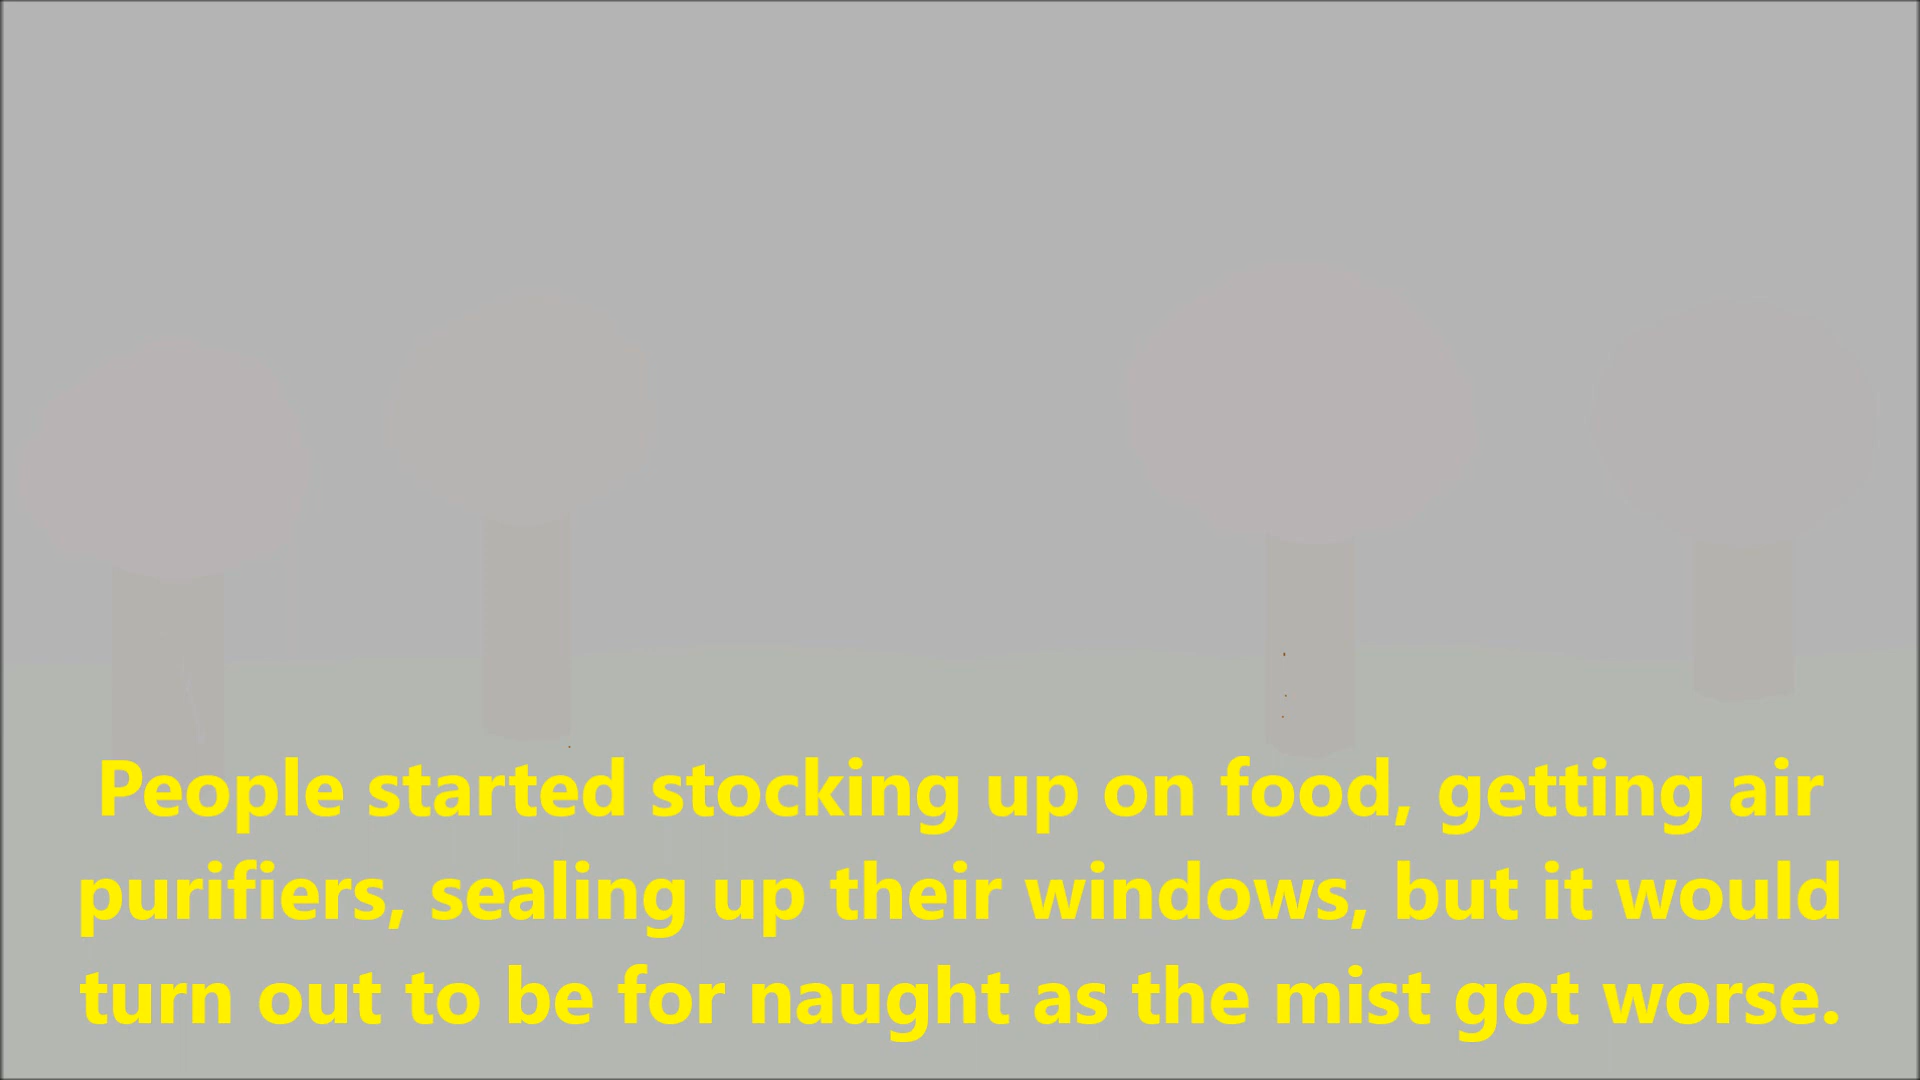 People started stocking up on food, getting air
purifiers, sealing up their windows, but it would
turn out to be for naught as the mist got worse.